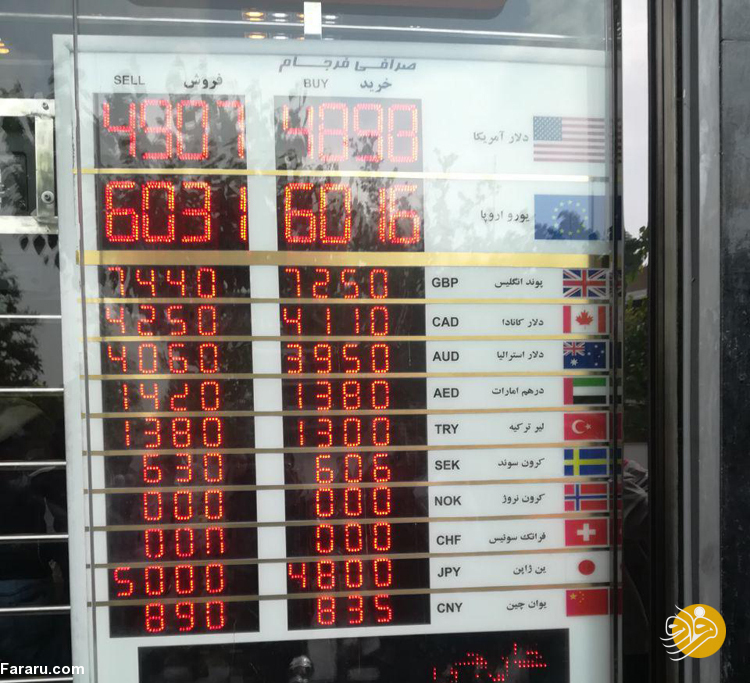 صرافی فرجام
SELL فروش BUY خرید
4907 4898 دلار آمریکا
6031 6016 یورو اروپا
7440 7250 GBP پوند انگلیس
4250 4110 CAD دلار کانادا
4060 3950 AUD دلار استرالیا
1420 1380 AED درهم امارات
1380 1300 TRY لیر ترکیه
630 606 SEK کرون سوئد
000 000 NOK کرون نروژ
000 000 CHF فرانک سوئیس
5000 4800 JPY ین ژاپن
890 835 CNY یوان چین
فرارو
Fararu.com